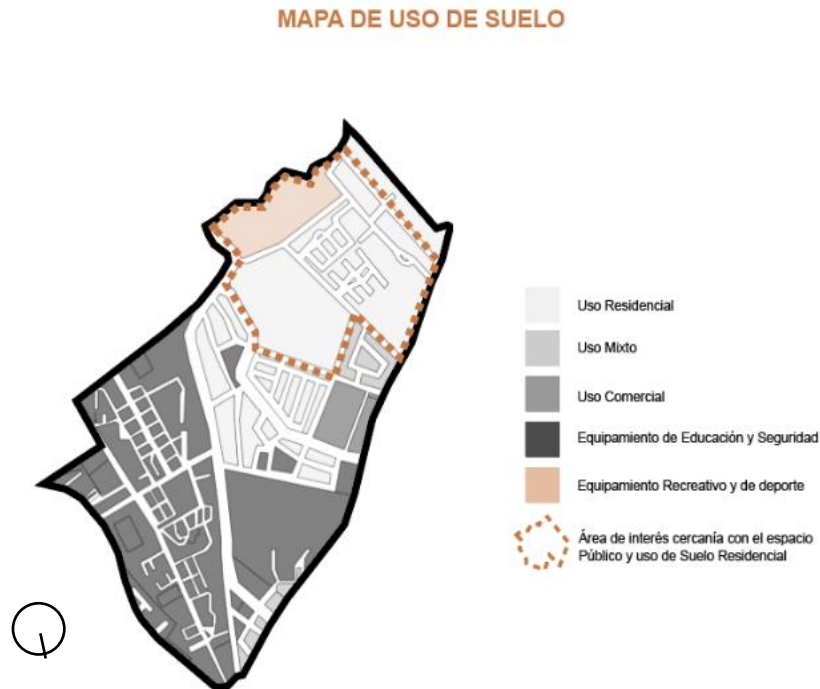 MAPA DE USO DE SUELO
Uso Residencial
Uso Mixto
Uso Comercial
Equipamiento de Educación y Seguridad
Equipamiento Recreativo y de deporte
Área de interés cercanía con el espacio
Público y uso de Suelo Residencial